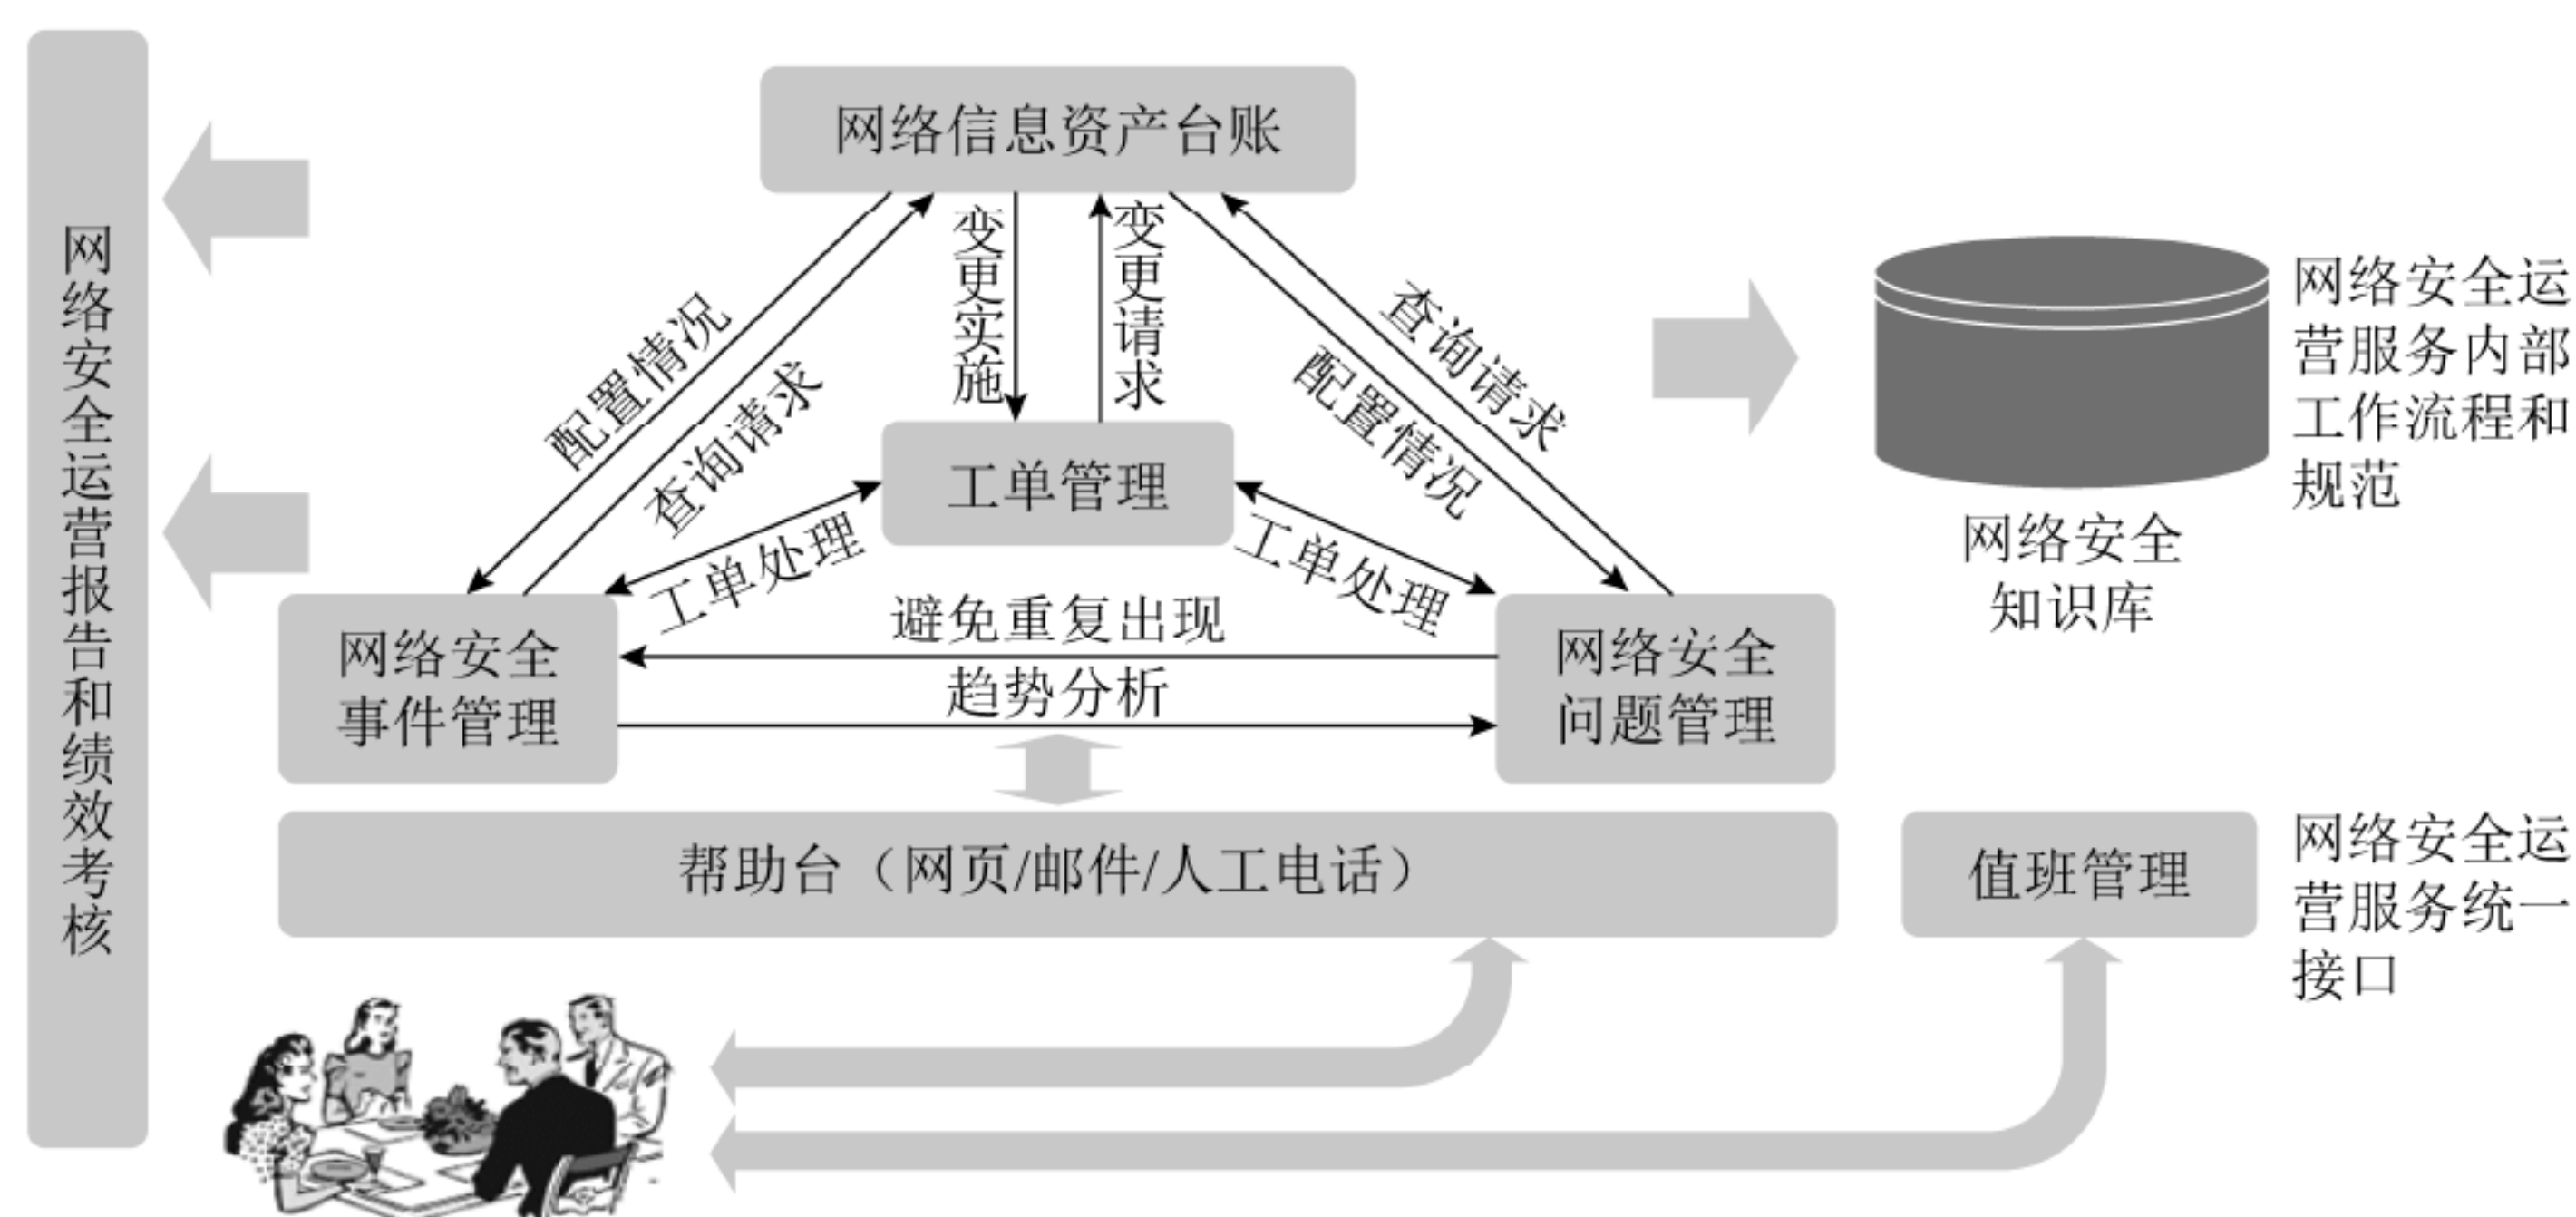 网络安全运营报告和绩效考核
网络信息资产台账
变更实施
变更请求
配置情况
查询请求
查询请求
配置情况
工单管理
工单处理
工单处理
避免重复出现
趋势分析
网络安全
事件管理
网络安全
问题管理
网络安全
知识库
网络安全运
营服务内部
工作流程和
规范
帮助台（网页/邮件/人工电话）
值班管理
网络安全运
营服务统一
接口